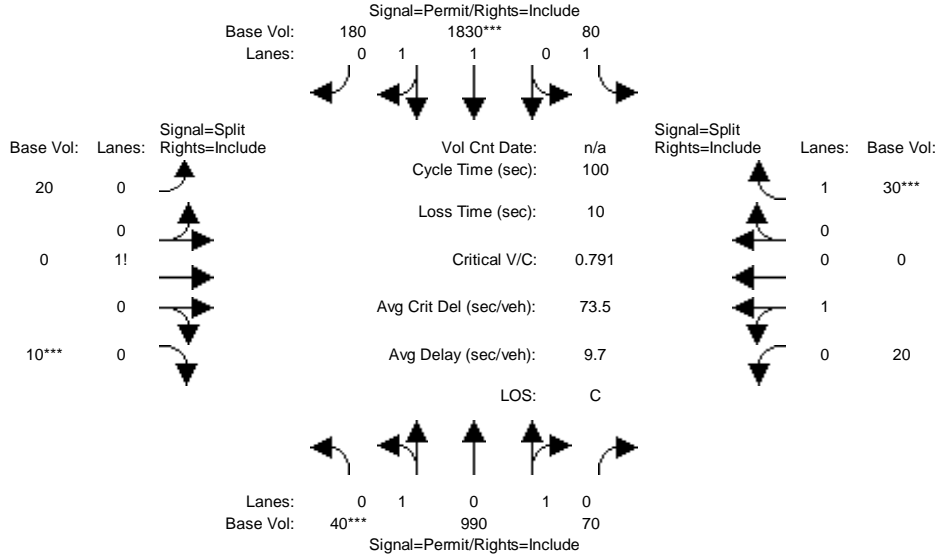 Signal=Permit/Rights=Include
Base Vol: 180 1830*** 80
Lanes: 0 1 1 0 1
Signal=Split
Base Vol: Lanes: Rights=Include
20 0
0
0 1!
0
10*** 0
Vol Cnt Date: n/a
Cycle Time (sec): 100
Loss Time (sec): 10
Critical V/C: 0.791
Avg Crit Del (sec/veh): 73.5
Avg Delay (sec/veh): 9.7
LOS: C
Signal=Split
Rights=Include Lanes: Base Vol:
1 30***
0
0 0
1
0 20
Lanes: 0 1 0 1 0
Base Vol: 40*** 990 70
Signal=Permit/Rights=Include